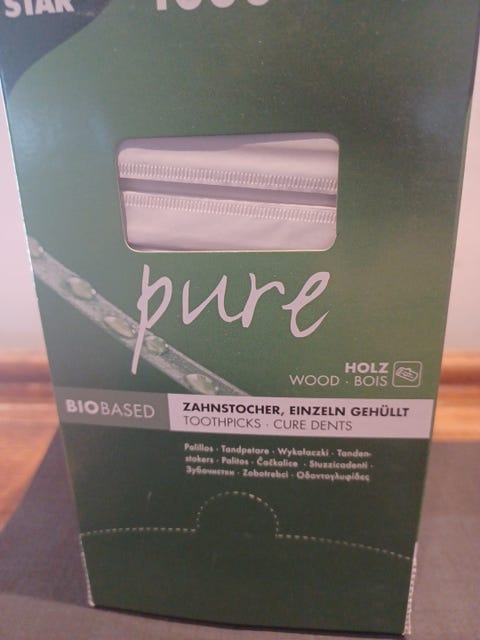 STAR
pure
HOLZ
WOOD · BOIS
BIOBASED
ZAHNSTOCHER, EINZELN GEHÜLLT
TOOTHPICKS · CURE DENTS
Palillos · Tandpetare · Wykałaczki · Tanden-
stokers · Palitos · Čačkalice · Stuzzicadenti ·
Зубочистки · Zobotrebci · Οδοντογλυφίδες